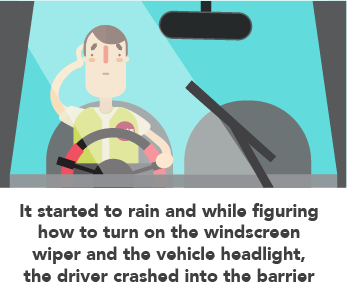 It started to rain and while figuring
how to turn on the windscreen
wiper and the vehicle headlight,
the driver crashed into the barrier